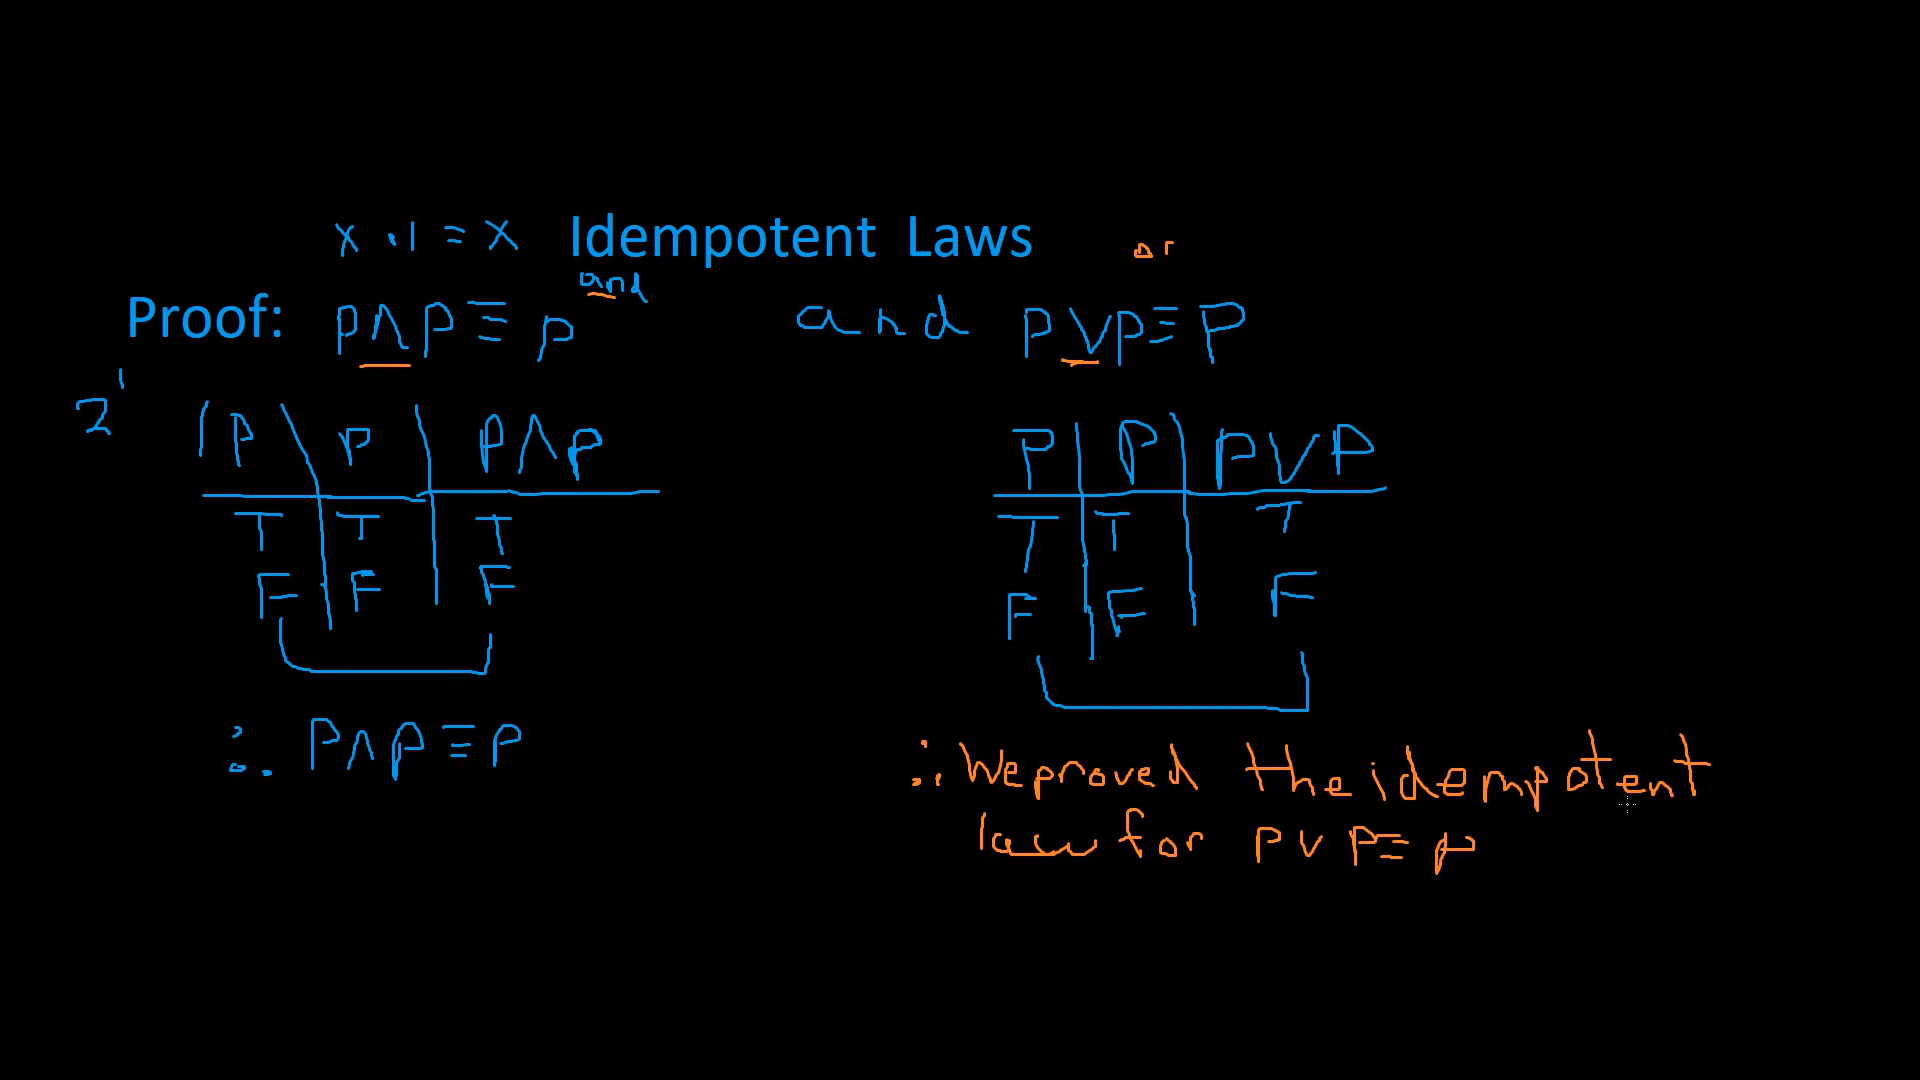 x . 1 = x Idempotent Laws
and or
Proof: p ∧ p ≡ p and p ∨ p ≡ p
2¹ | p | p | p ∧ p P | P | P ∨ P
T | T | T T | T | T
F | F | F F | F | F
∴ P ∧ P ≡ P
∴ We proved the idempotent
law for P ∨ P ≡ p